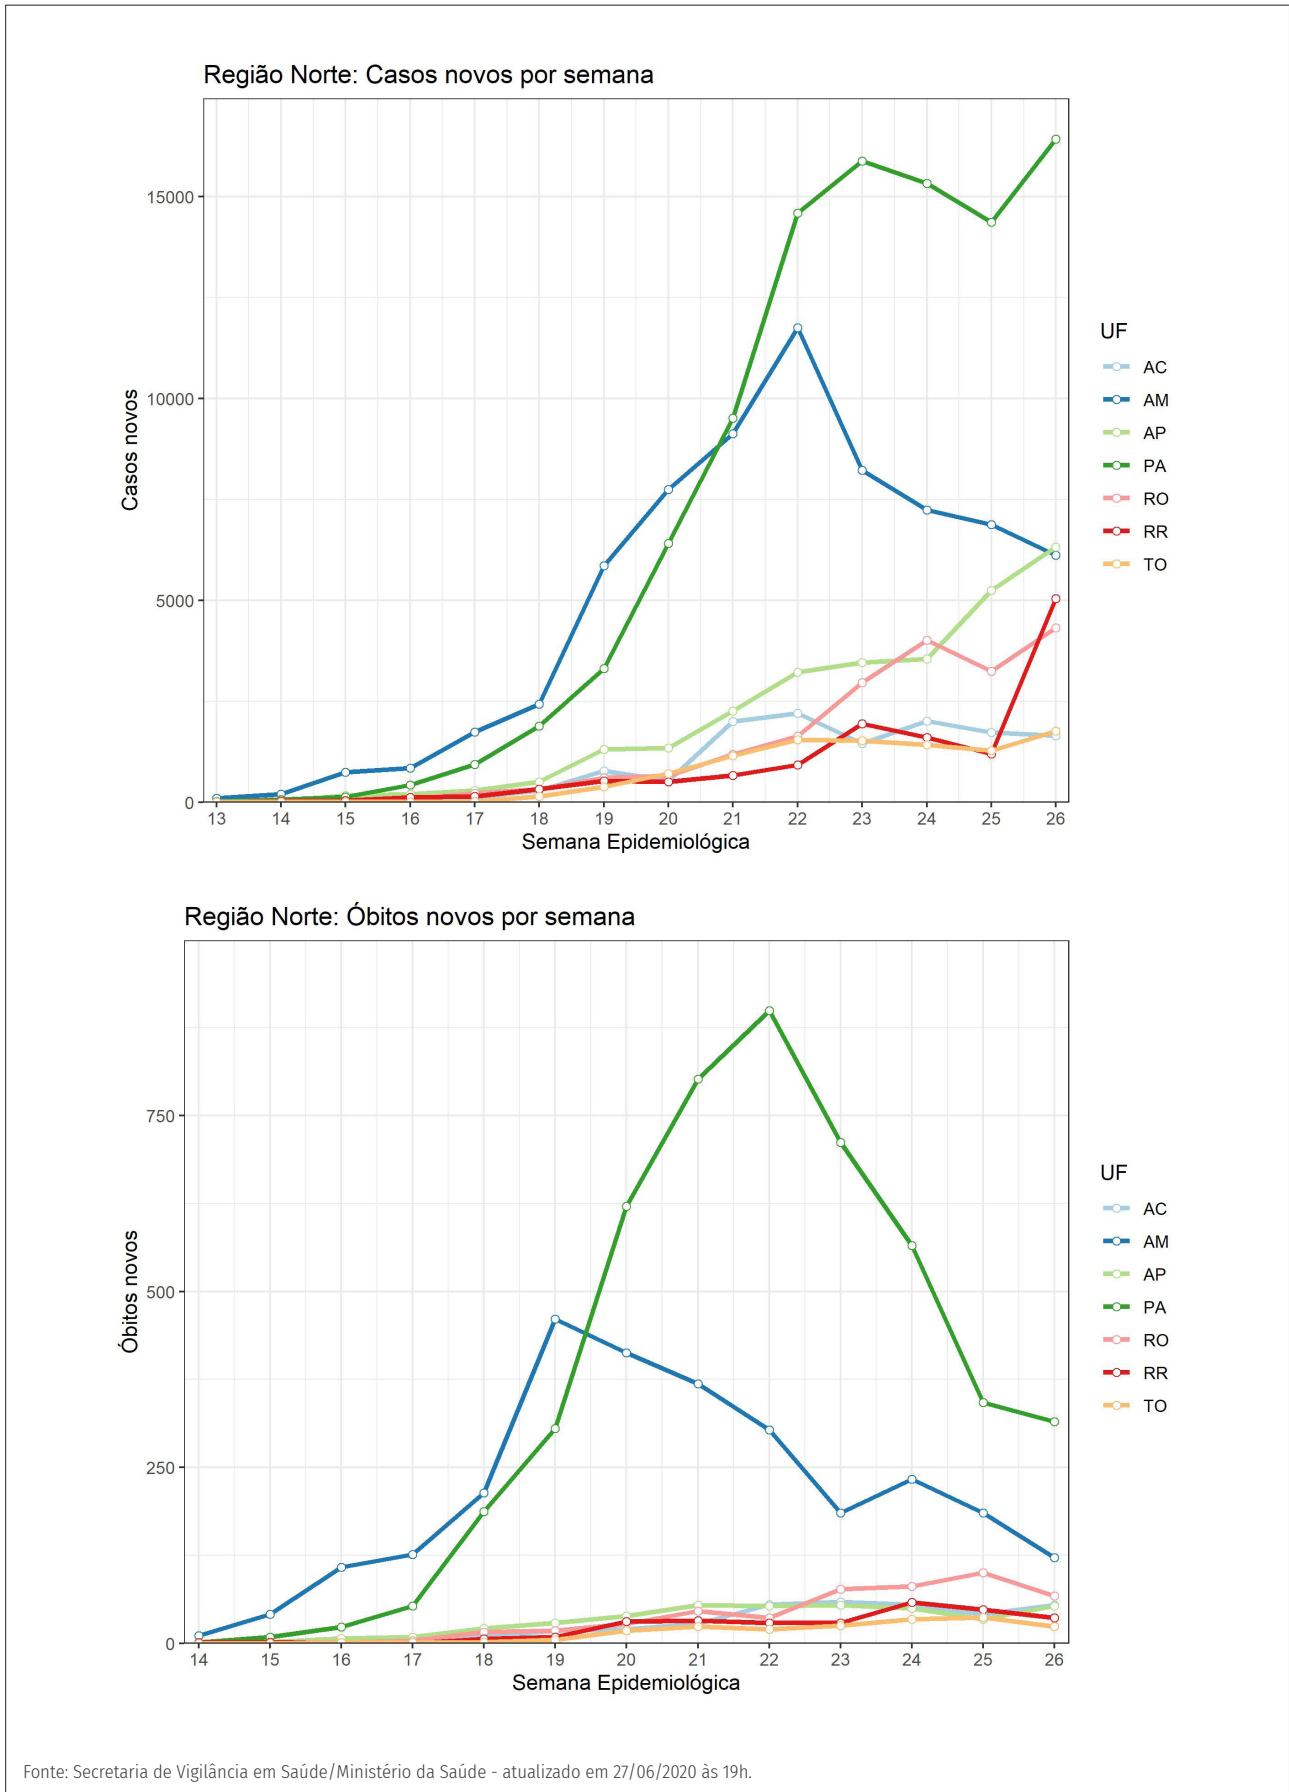 Região Norte: Casos novos por semana
Casos novos
15000
10000
5000
0
13 14 15 16 17 18 19 20 21 22 23 24 25 26
Semana Epidemiológica
UF
AC
AM
AP
PA
RO
RR
TO
Região Norte: Óbitos novos por semana
Óbitos novos
750
500
250
0
14 15 16 17 18 19 20 21 22 23 24 25 26
Semana Epidemiológica
UF
AC
AM
AP
PA
RO
RR
TO
Fonte: Secretaria de Vigilância em Saúde/Ministério da Saúde - atualizado em 27/06/2020 às 19h.